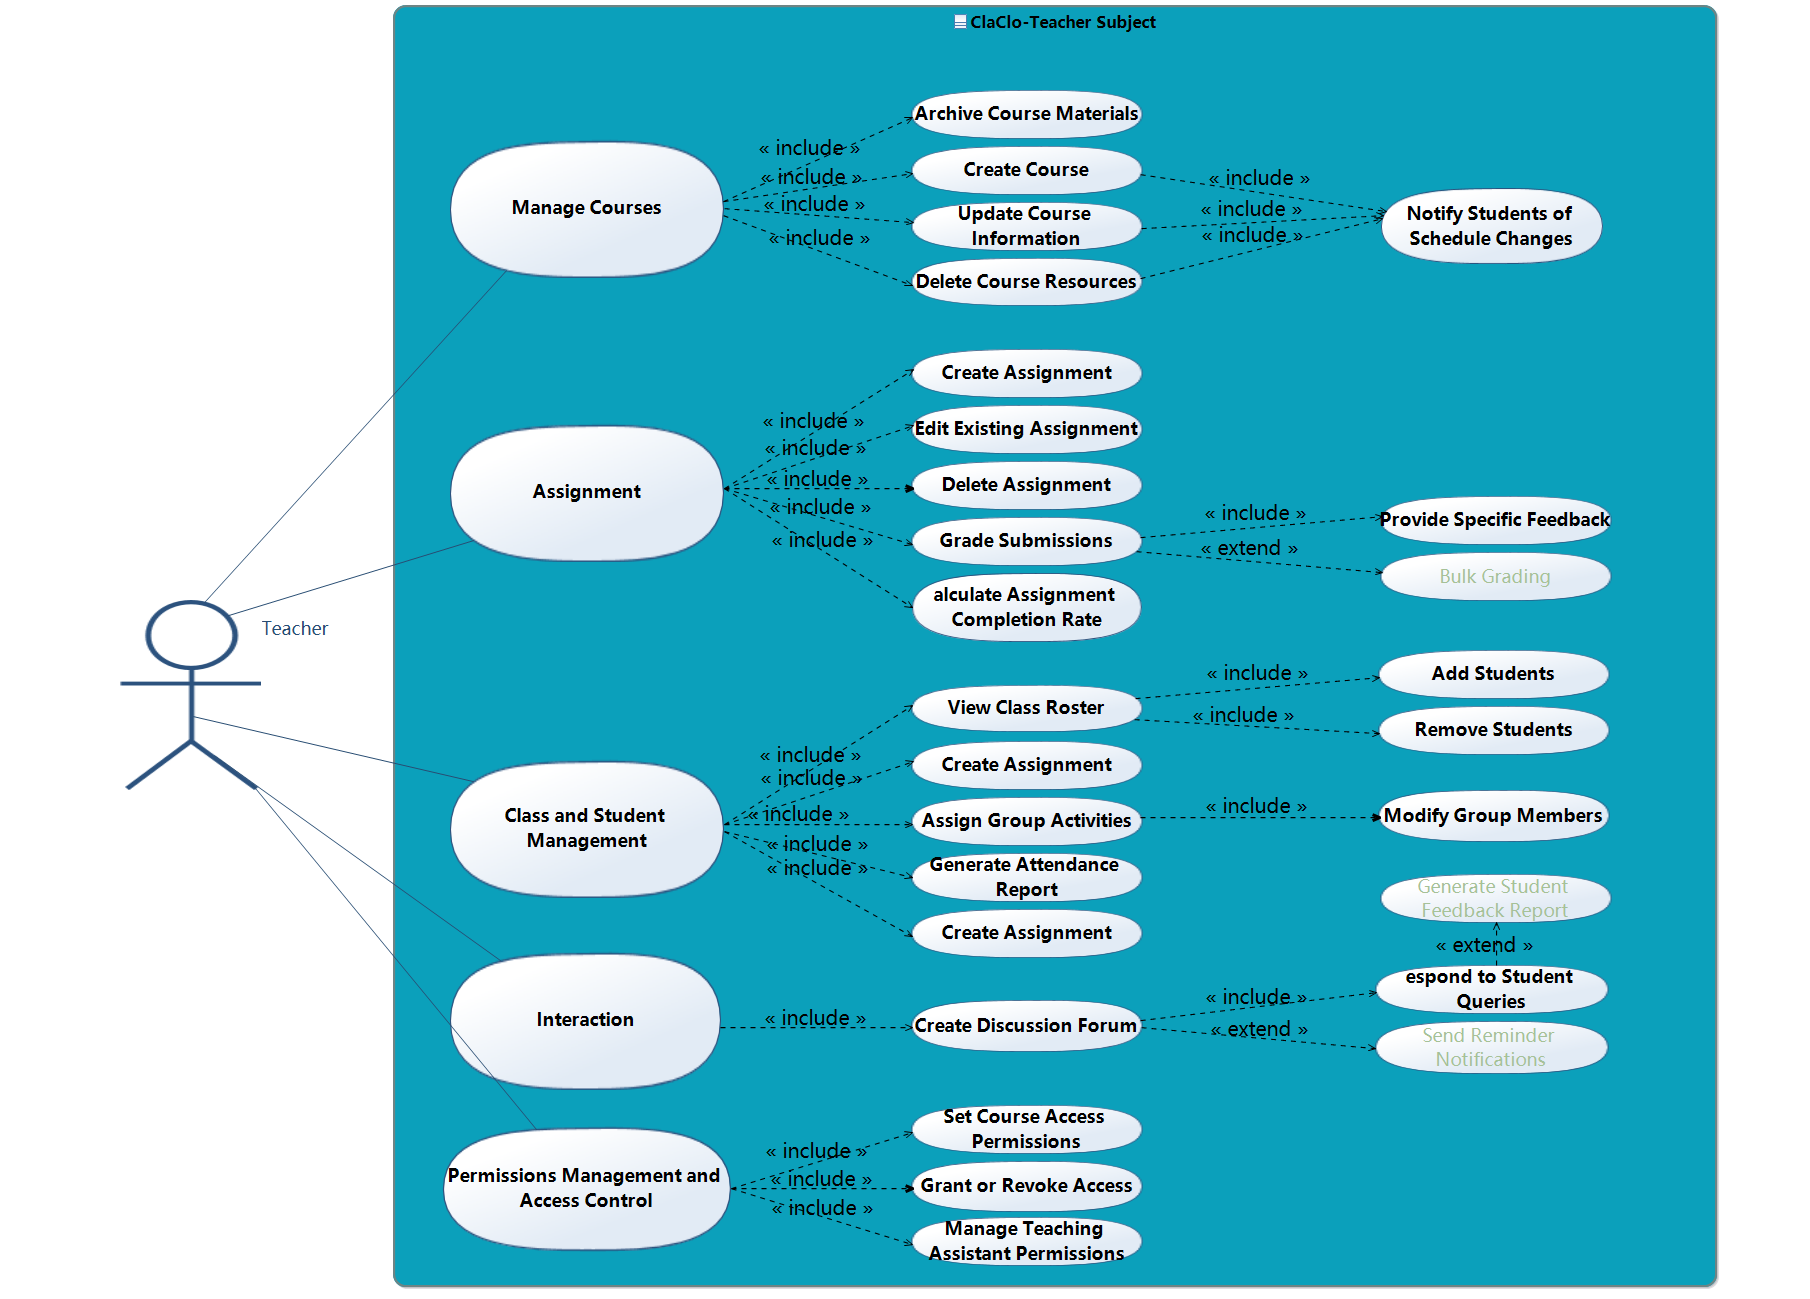 ClaClo-Teacher Subject
Archive Course Materials
« include »
Create Course
« include »
« include »
Manage Courses
« include »
Update Course
Information
« include »
Notify Students of
Schedule Changes
« include »
« include »
Delete Course Resources
Create Assignment
« include »
Edit Existing Assignment
« include »
Assignment
« include »
Delete Assignment
« include »
Grade Submissions
« include »
« include »
Provide Specific Feedback
« extend »
Bulk Grading
alculate Assignment
Completion Rate
Teacher
View Class Roster
« include »
Add Students
« include »
Remove Students
« include »
« include »
Create Assignment
Class and Student
Management
« include »
Assign Group Activities
« include »
Modify Group Members
« include »
« include »
Generate Attendance
Report
Generate Student
Feedback Report
Create Assignment
« extend »
espond to Student
Queries
Interaction
« include »
Create Discussion Forum
« include »
« extend »
Send Reminder
Notifications
Set Course Access
Permissions
« include »
Permissions Management and
Access Control
« include »
Grant or Revoke Access
« include »
Manage Teaching
Assistant Permissions